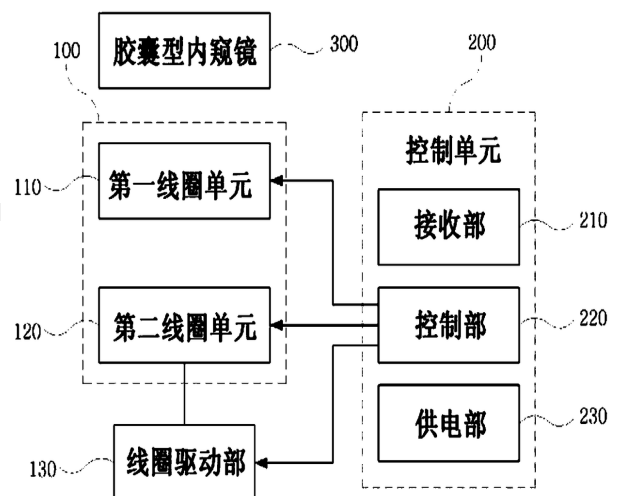 胶囊型内窥镜
300
100
200
控制单元
110
第一线圈单元
接收部
210
120
第二线圈单元
控制部
220
供电部
230
130
线圈驱动部